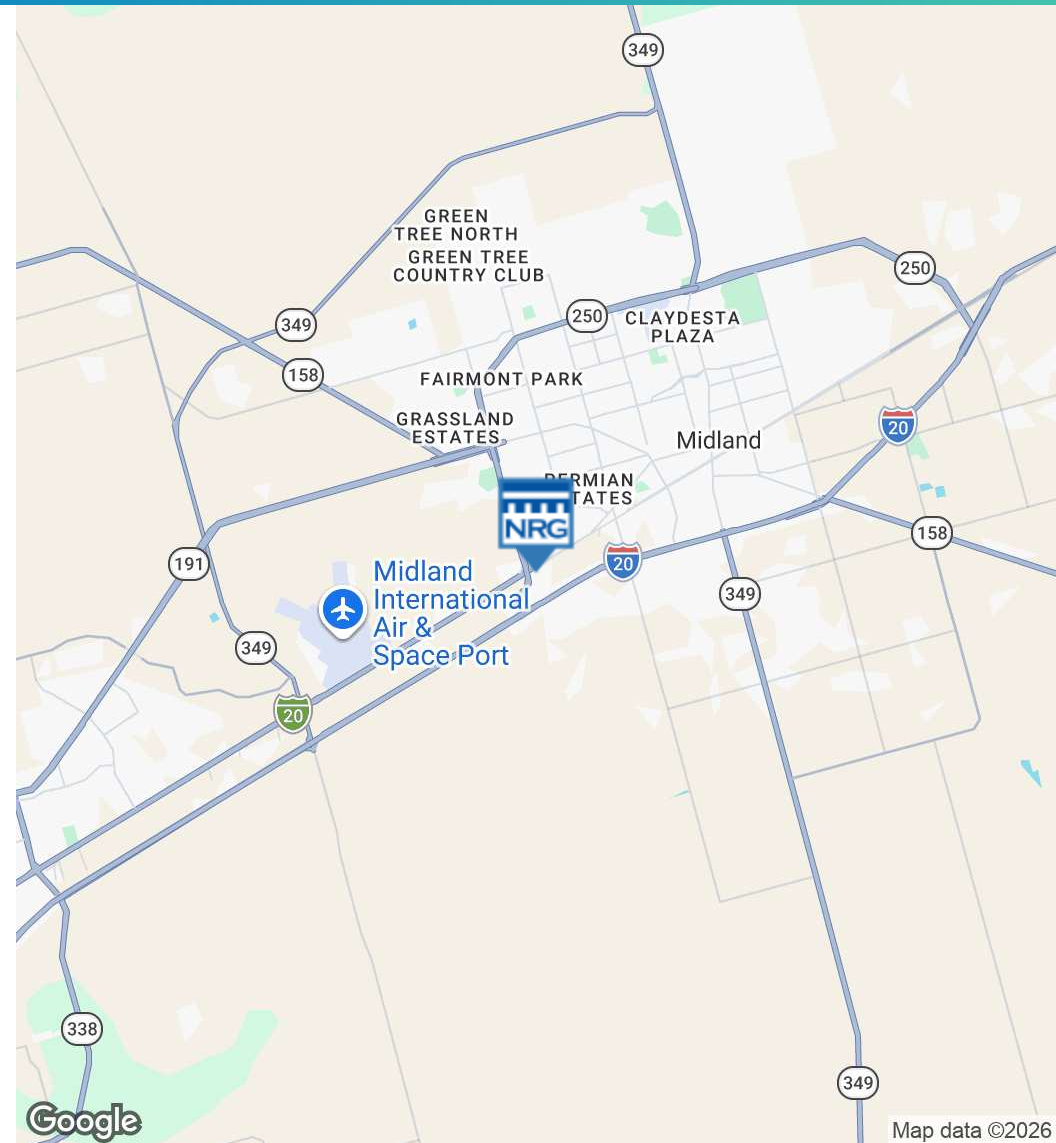 349
GREEN
TREE NORTH
GREEN TREE
COUNTRY CLUB
250
250
CLAYDESTA
PLAZA
349
158
FAIRMONT PARK
GRASSLAND
ESTATES
20
Midland
NRG
158
191
20
Midland
International
Air &
Space Port
349
349
20
338
349
Google
Map data ©2026